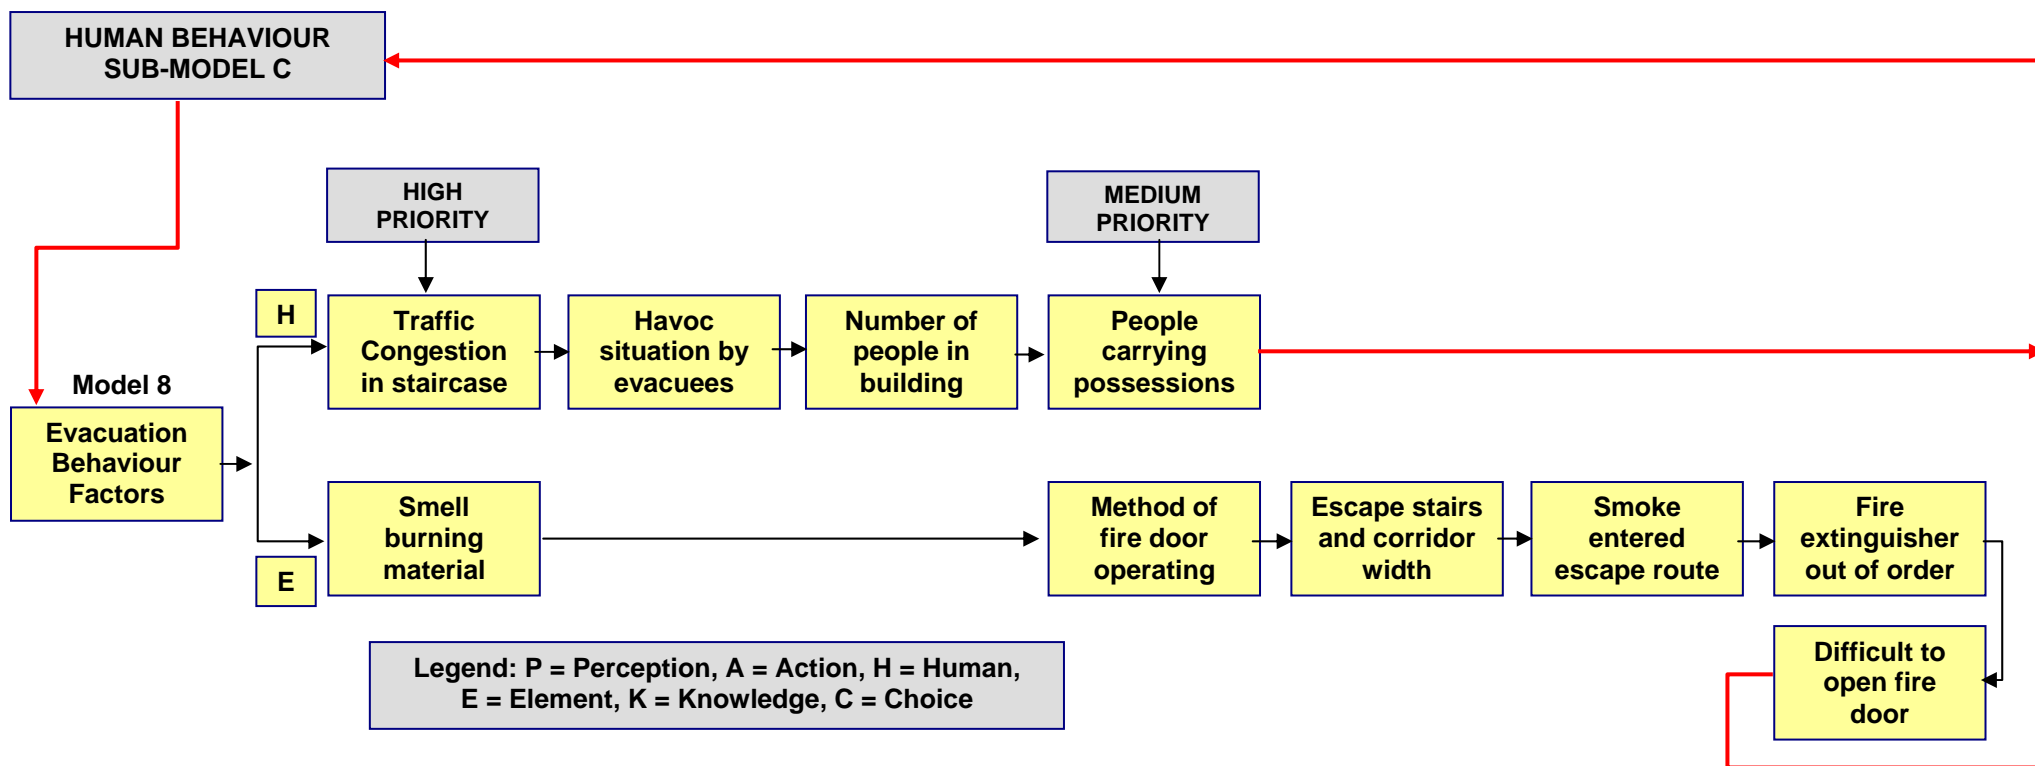 HUMAN BEHAVIOUR
SUB-MODEL C
HIGH
PRIORITY
MEDIUM
PRIORITY
H
Traffic
Congestion
in staircase
Havoc
situation by
evacuees
Number of
people in
building
People
carrying
possessions
Model 8
Evacuation
Behaviour
Factors
E
Smell
burning
material
Method of
fire door
operating
Escape stairs
and corridor
width
Smoke
entered
escape route
Fire
extinguisher
out of order
Difficult to
open fire
door
Legend: P = Perception, A = Action, H = Human,
E = Element, K = Knowledge, C = Choice